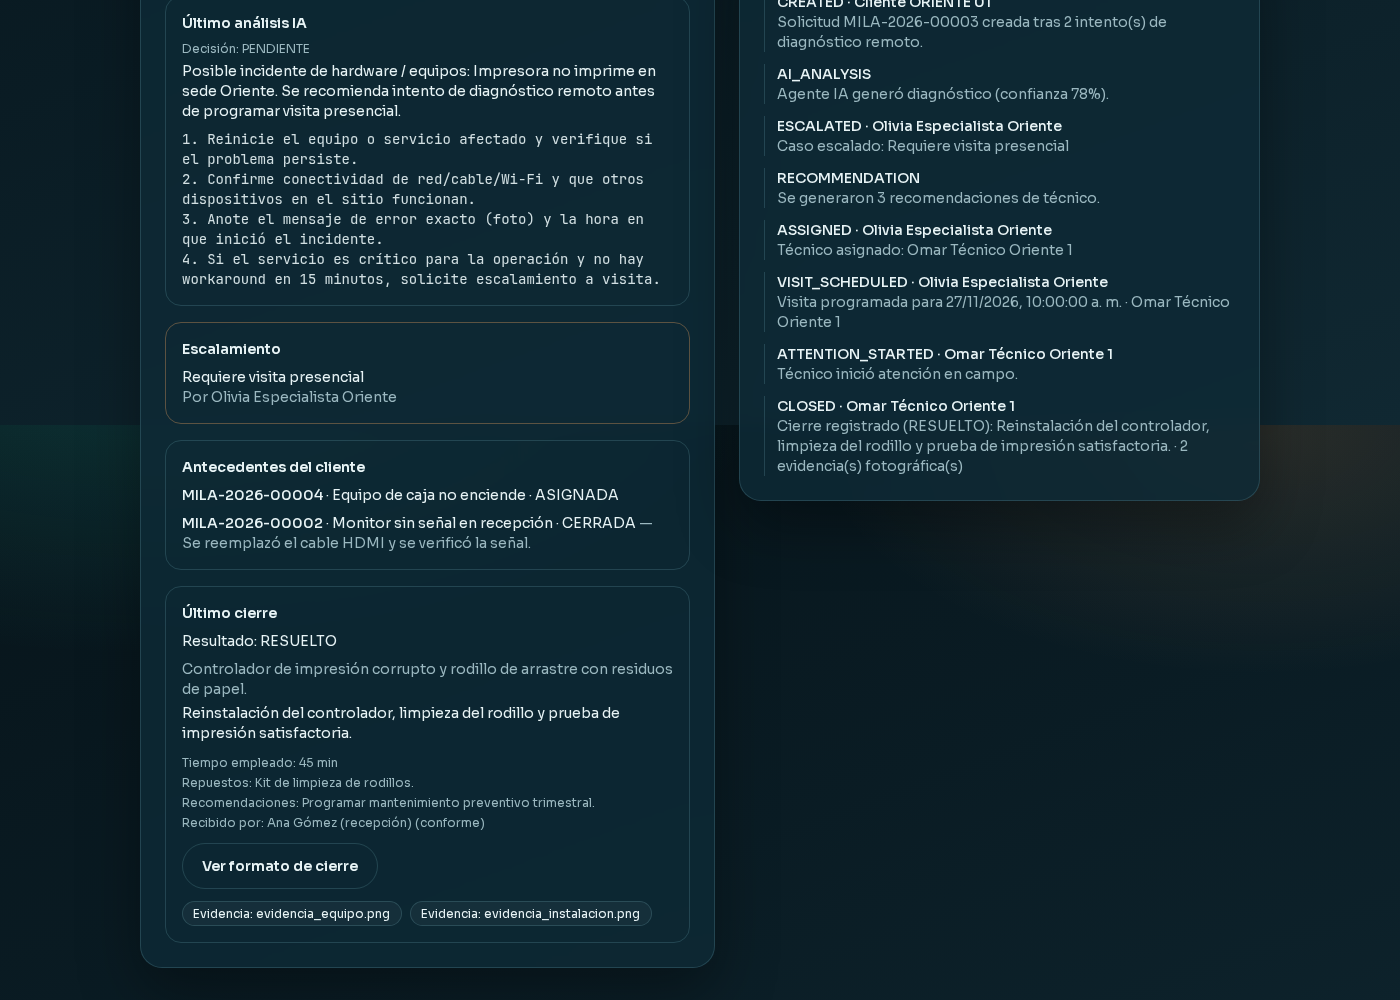 Último análisis IA
Decisión: PENDIENTE
Posible incidente de hardware / equipos: Impresora no imprime en
sede Oriente. Se recomienda intento de diagnóstico remoto antes
de programar visita presencial.
1. Reinicie el equipo o servicio afectado y verifique si
el problema persiste.
2. Confirme conectividad de red/cable/Wi-Fi y que otros
dispositivos en el sitio funcionan.
3. Anote el mensaje de error exacto (foto) y la hora en
que inició el incidente.
4. Si el servicio es crítico para la operación y no hay
workaround en 15 minutos, solicite escalamiento a visita.
Escalamiento
Requiere visita presencial
Por Olivia Especialista Oriente
Antecedentes del cliente
MILA-2026-00004 · Equipo de caja no enciende · ASIGNADA
MILA-2026-00002 · Monitor sin señal en recepción · CERRADA —
Se reemplazó el cable HDMI y se verificó la señal.
Último cierre
Resultado: RESUELTO
Controlador de impresión corrupto y rodillo de arrastre con residuos
de papel.
Reinstalación del controlador, limpieza del rodillo y prueba de
impresión satisfactoria.
Tiempo empleado: 45 min
Repuestos: Kit de limpieza de rodillos.
Recomendaciones: Programar mantenimiento preventivo trimestral.
Recibido por: Ana Gómez (recepción) (conforme)
Ver formato de cierre
Evidencia: evidencia_equipo.png
Evidencia: evidencia_instalacion.png
CREATED · Cliente ORIENTE 01
Solicitud MILA-2026-00003 creada tras 2 intento(s) de
diagnóstico remoto.
AI_ANALYSIS
Agente IA generó diagnóstico (confianza 78%).
ESCALATED · Olivia Especialista Oriente
Caso escalado: Requiere visita presencial
RECOMMENDATION
Se generaron 3 recomendaciones de técnico.
ASSIGNED · Olivia Especialista Oriente
Técnico asignado: Omar Técnico Oriente 1
VISIT_SCHEDULED · Olivia Especialista Oriente
Visita programada para 27/11/2026, 10:00:00 a. m. · Omar Técnico
Oriente 1
ATTENTION_STARTED · Omar Técnico Oriente 1
Técnico inició atención en campo.
CLOSED · Omar Técnico Oriente 1
Cierre registrado (RESUELTO): Reinstalación del controlador,
limpieza del rodillo y prueba de impresión satisfactoria. · 2
evidencia(s) fotográfica(s)